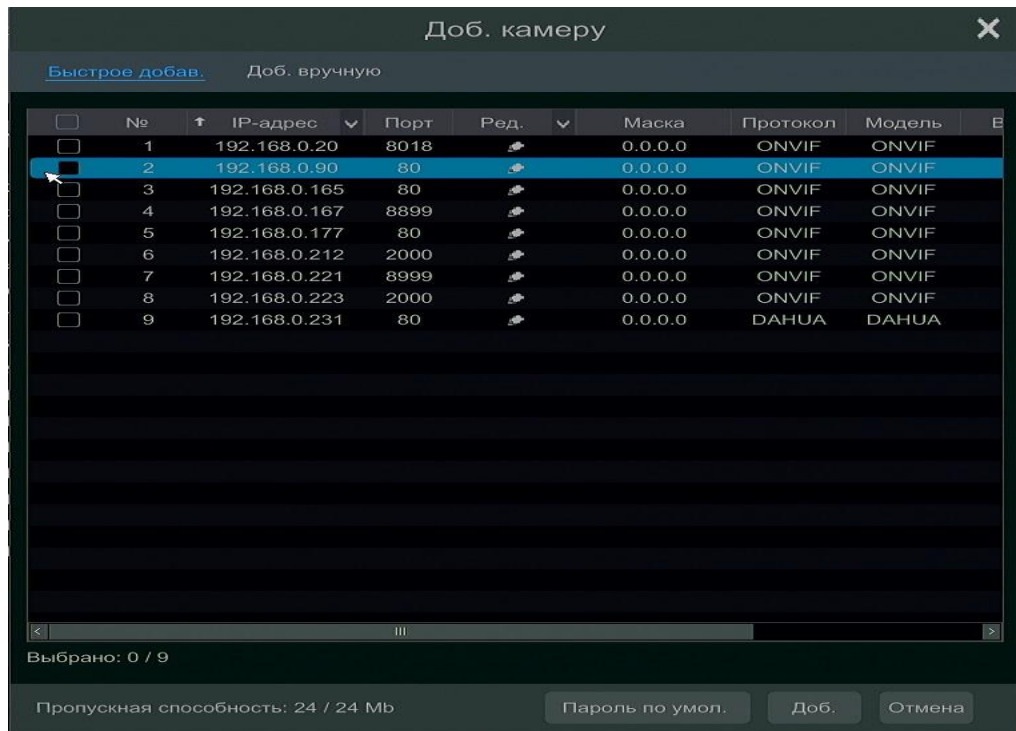 Доб. камеру
Быстрое добав. Доб. вручную
№ IP-адрес Порт Ред. Маска Протокол Модель В
1 192.168.0.20 8018 0.0.0.0 ONVIF ONVIF
2 192.168.0.90 80 0.0.0.0 ONVIF ONVIF
3 192.168.0.165 80 0.0.0.0 ONVIF ONVIF
4 192.168.0.167 8899 0.0.0.0 ONVIF ONVIF
5 192.168.0.177 80 0.0.0.0 ONVIF ONVIF
6 192.168.0.212 2000 0.0.0.0 ONVIF ONVIF
7 192.168.0.221 8999 0.0.0.0 ONVIF ONVIF
8 192.168.0.223 2000 0.0.0.0 ONVIF ONVIF
9 192.168.0.231 80 0.0.0.0 DAHUA DAHUA
Выбрано: 0 / 9
Пропускная способность: 24 / 24 Mb Пароль по умол. Доб. Отмена